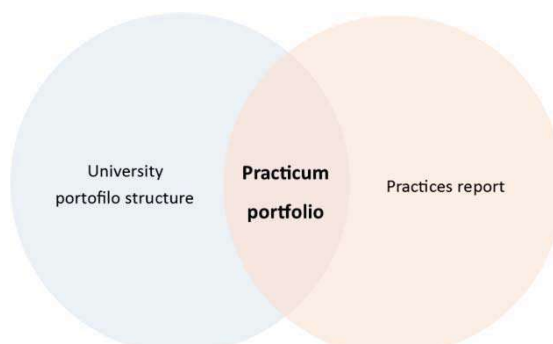 University
portofilo structure
Practicum
portfolio
Practices report